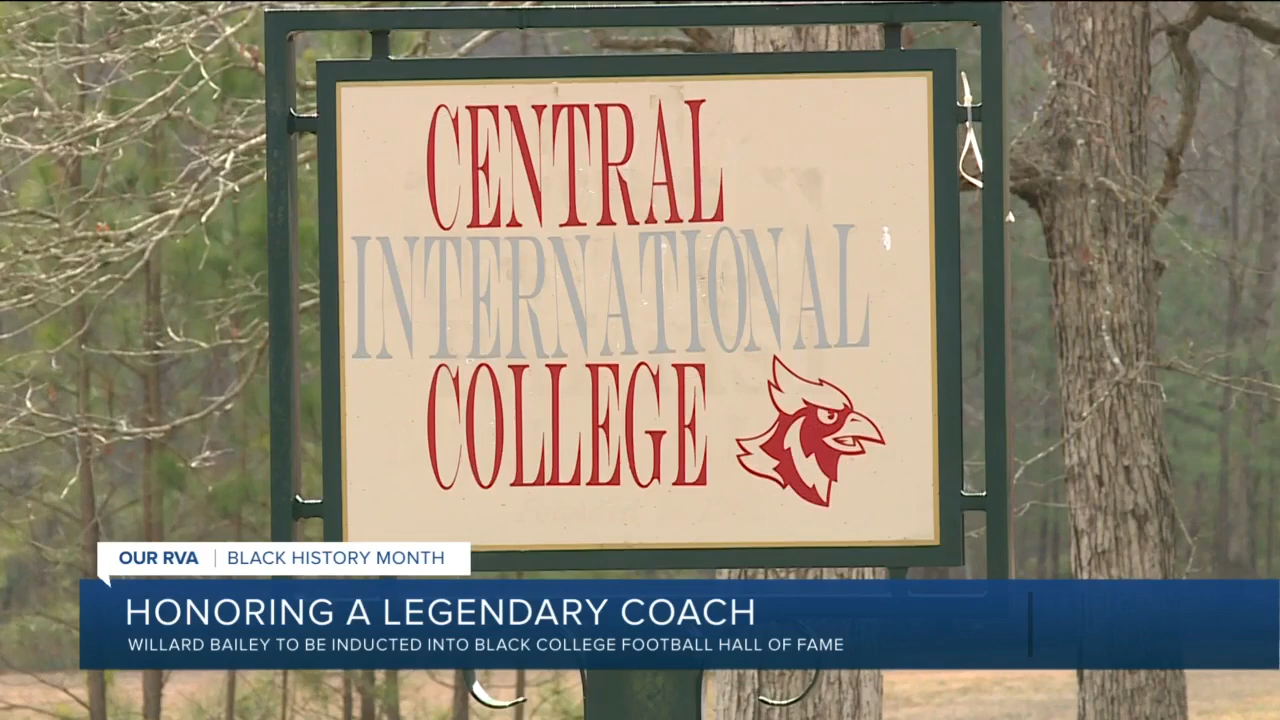 CENTRAL
INTERNATIONAL
COLLEGE
OUR RVA | BLACK HISTORY MONTH
HONORING A LEGENDARY COACH
WILLARD BAILEY TO BE INDUCTED INTO BLACK COLLEGE FOOTBALL HALL OF FAME